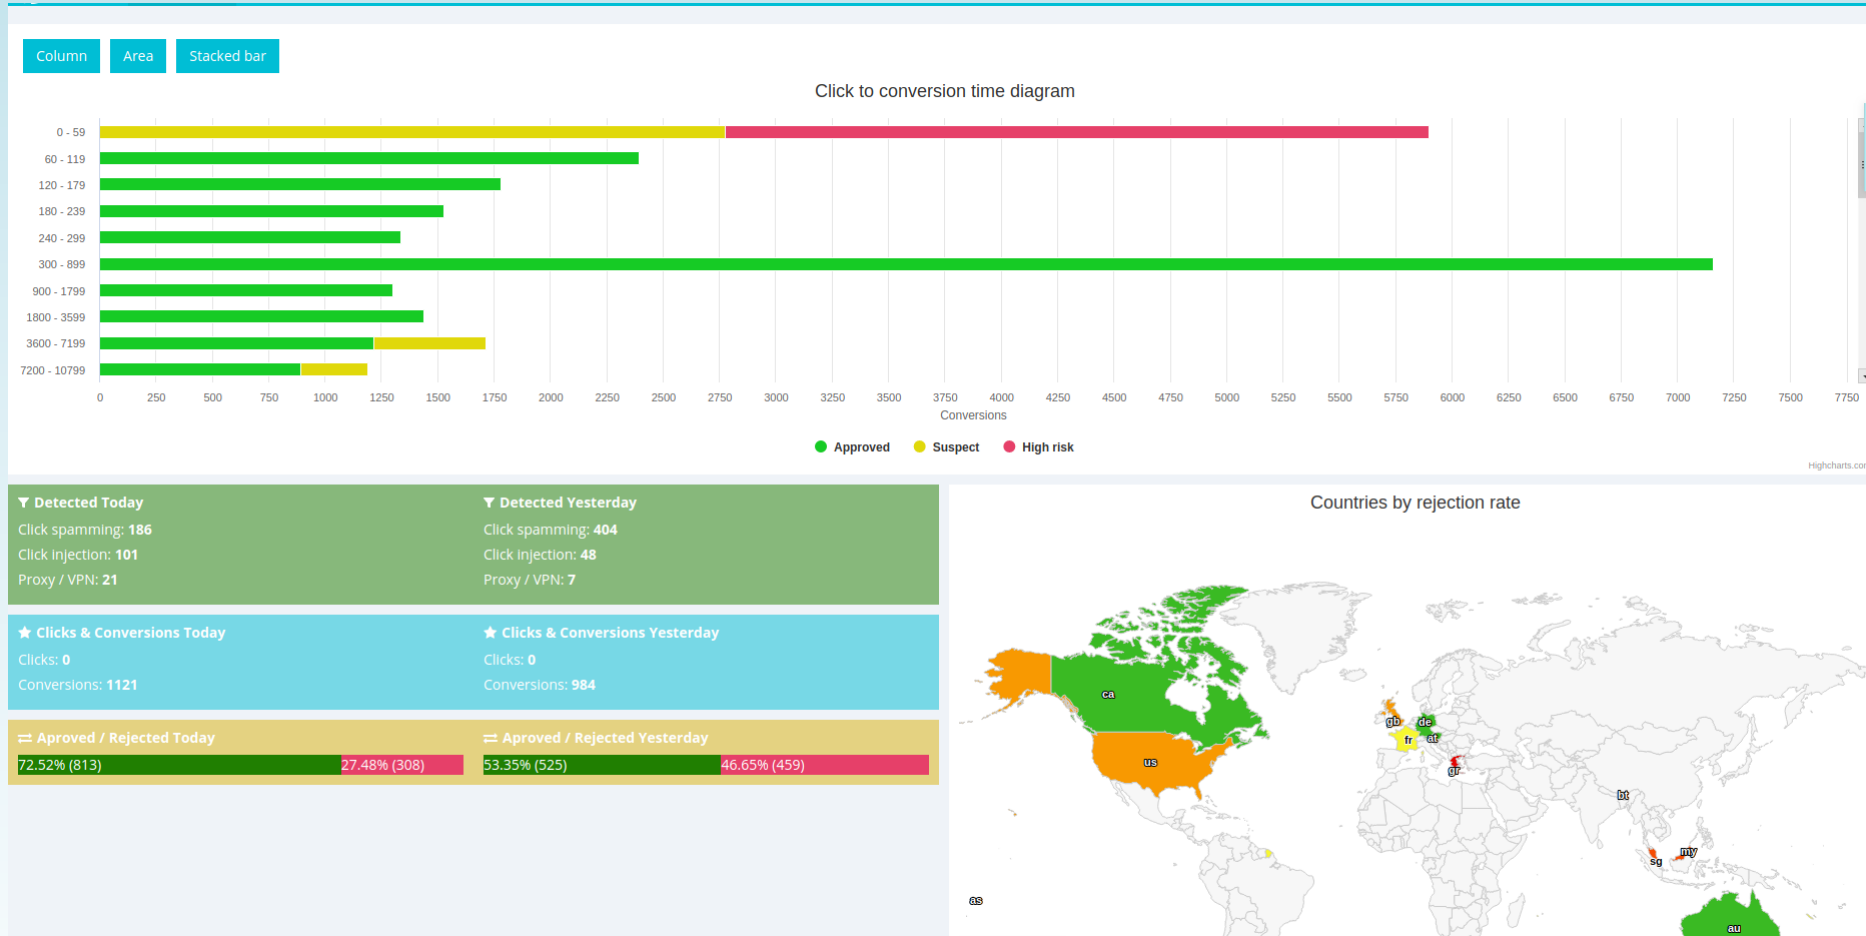 Column Area Stacked bar
Click to conversion time diagram
0 - 59
60 - 119
120 - 179
180 - 239
240 - 299
300 - 899
900 - 1799
1800 - 3599
3600 - 7199
7200 - 10799
0 250 500 750 1000 1250 1500 1750 2000 2250 2500 2750 3000 3250 3500 3750 4000 4250 4500 4750 5000 5250 5500 5750 6000 6250 6500 6750 7000 7250 7500 7750
Conversions
Approved Suspect High risk
Highcharts.co
Detected Today
Click spamming: 186
Click injection: 101
Proxy / VPN: 21
Detected Yesterday
Click spamming: 404
Click injection: 48
Proxy / VPN: 7
Clicks & Conversions Today
Clicks: 0
Conversions: 1121
Clicks & Conversions Yesterday
Clicks: 0
Conversions: 984
Aproved / Rejected Today
72.52% (813) 27.48% (308)
Aproved / Rejected Yesterday
53.35% (525) 46.65% (459)
Countries by rejection rate
ca
gb de
fr at
us
gr
bt
my
sg
as
au